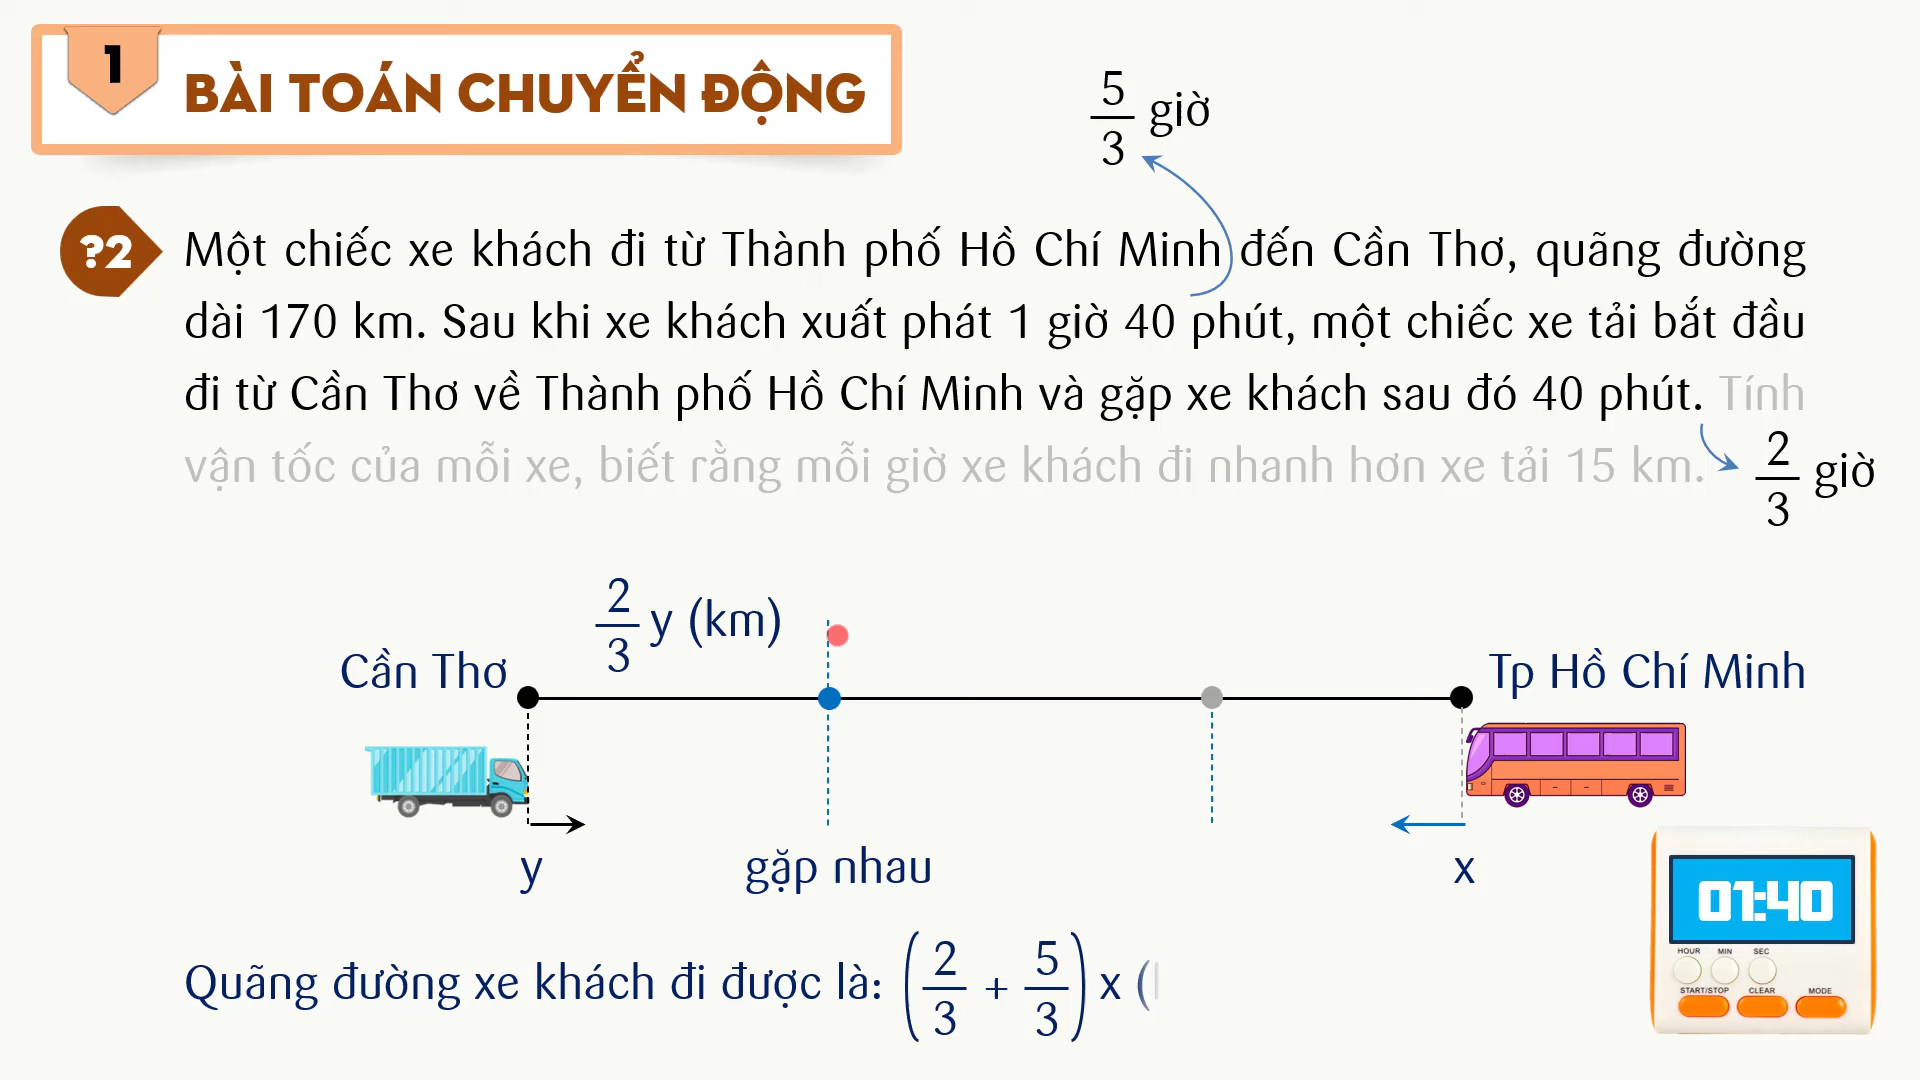 1
BÀI TOÁN CHUYỂN ĐỘNG
5/3 giờ
?2
Một chiếc xe khách đi từ Thành phố Hồ Chí Minh đến Cần Thơ, quãng đường
dài 170 km. Sau khi xe khách xuất phát 1 giờ 40 phút, một chiếc xe tải bắt đầu
đi từ Cần Thơ về Thành phố Hồ Chí Minh và gặp xe khách sau đó 40 phút. Tính
vận tốc của mỗi xe, biết rằng mỗi giờ xe khách đi nhanh hơn xe tải 15 km.
2/3 giờ
2/3 y (km)
Cần Thơ
Tp Hồ Chí Minh
y
gặp nhau
x
01:40
HOUR MIN SEC
START/STOP CLEAR MODE
Quãng đường xe khách đi được là: (2/3 + 5/3) x (